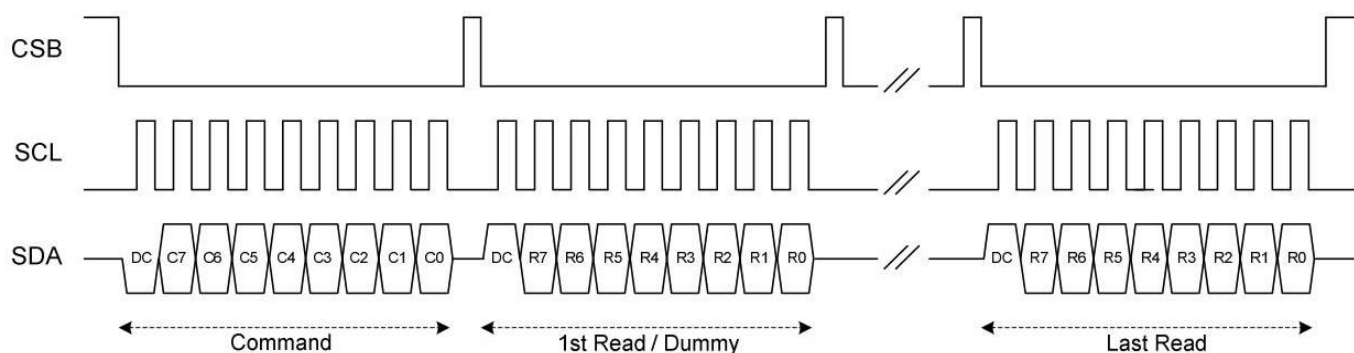 CSB
SCL
SDA DC C7 C6 C5 C4 C3 C2 C1 C0 DC R7 R6 R5 R4 R3 R2 R1 R0 DC R7 R6 R5 R4 R3 R2 R1 R0
Command 1st Read / Dummy Last Read